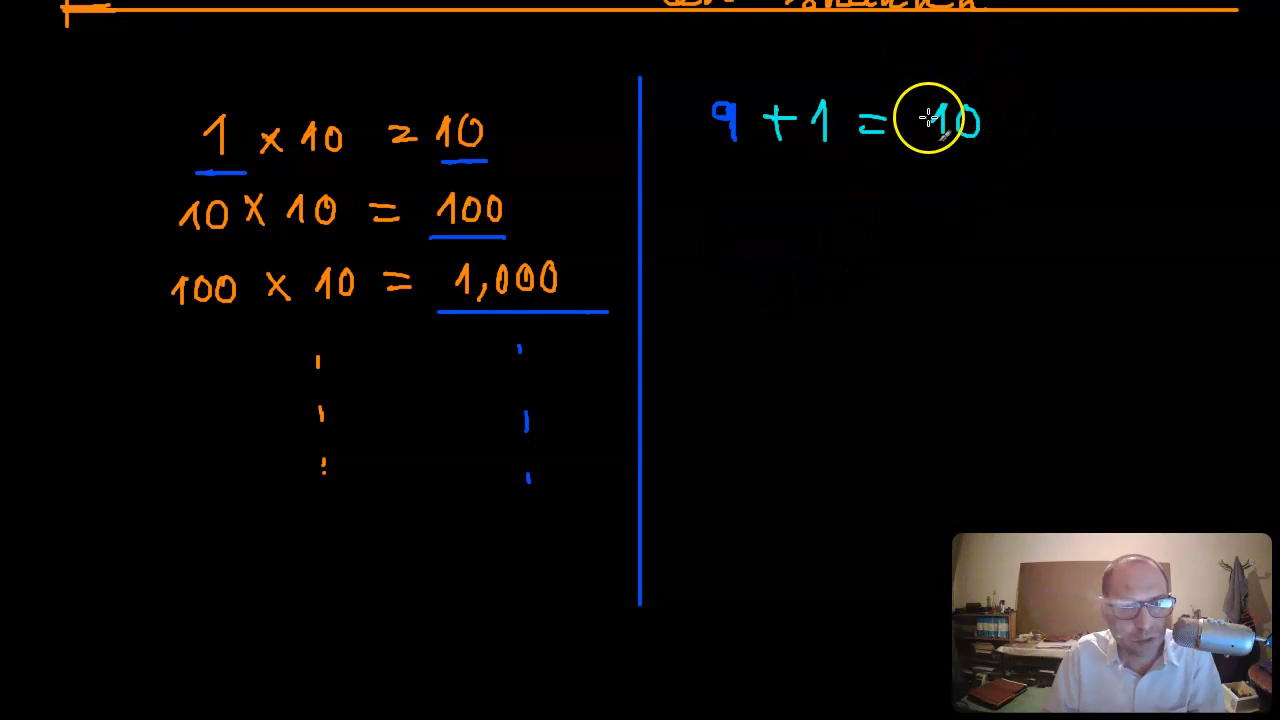 1 x 10 = 10
10 x 10 = 100
100 x 10 = 1,000
9 + 1 = 10